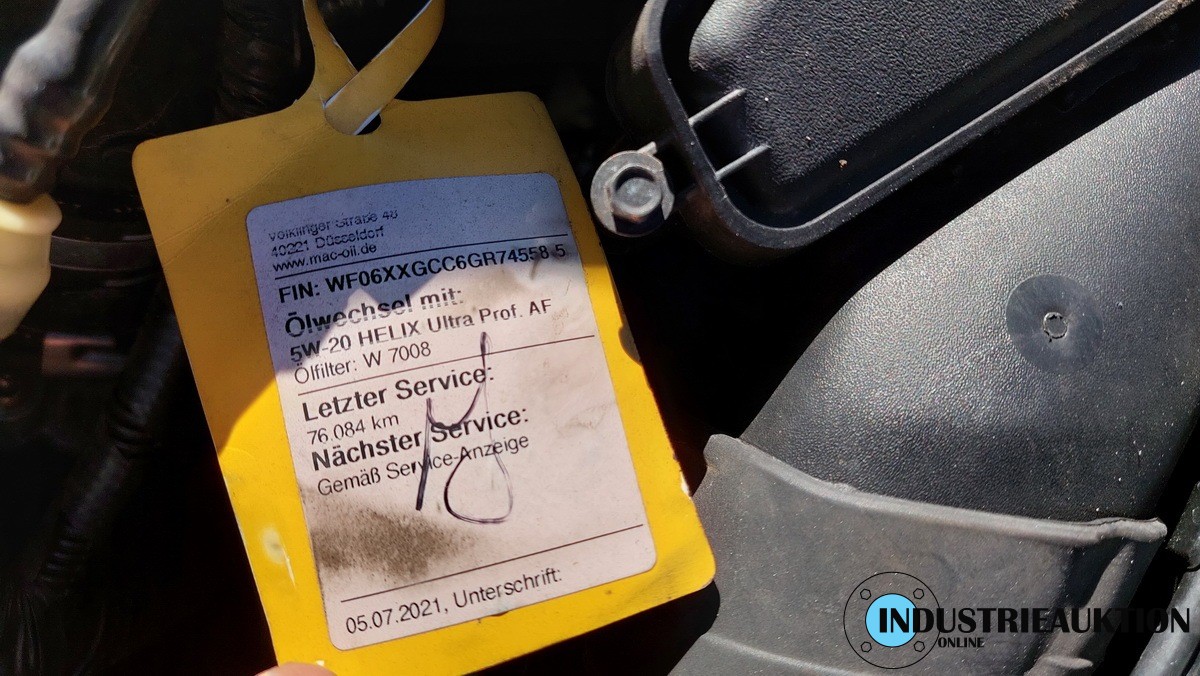 Völklinger Straße 48
40221 Düsseldorf
www.mac-oil.de
FIN: WF06XXGCC6GR74558 5
Ölwechsel mit:
5W-20 HELIX Ultra Prof. AF
Ölfilter: W 7008
Letzter Service:
76.084 km
Nächster Service:
Gemäß Service-Anzeige
05.07.2021, Unterschrift:
INDUSTRIEAUKTION
ONLINE